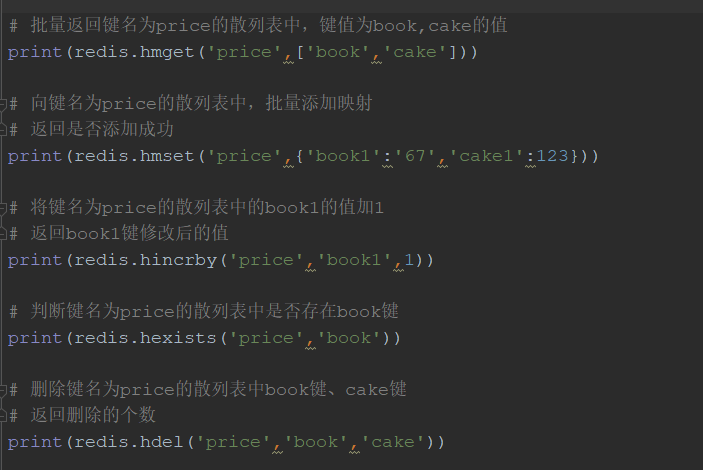 # 批量返回键名为price的散列表中，键值为book,cake的值
print(redis.hmget('price',['book','cake']))
# 向键名为price的散列表中，批量添加映射
# 返回是否添加成功
print(redis.hmset('price',{'book1':'67','cake1':123}))
# 将键名为price的散列表中的book1的值加1
# 返回book1键修改后的值
print(redis.hincrby('price','book1',1))
# 判断键名为price的散列表中是否存在book键
print(redis.hexists('price','book'))
# 删除键名为price的散列表中book键、cake键
# 返回删除的个数
print(redis.hdel('price','book','cake'))